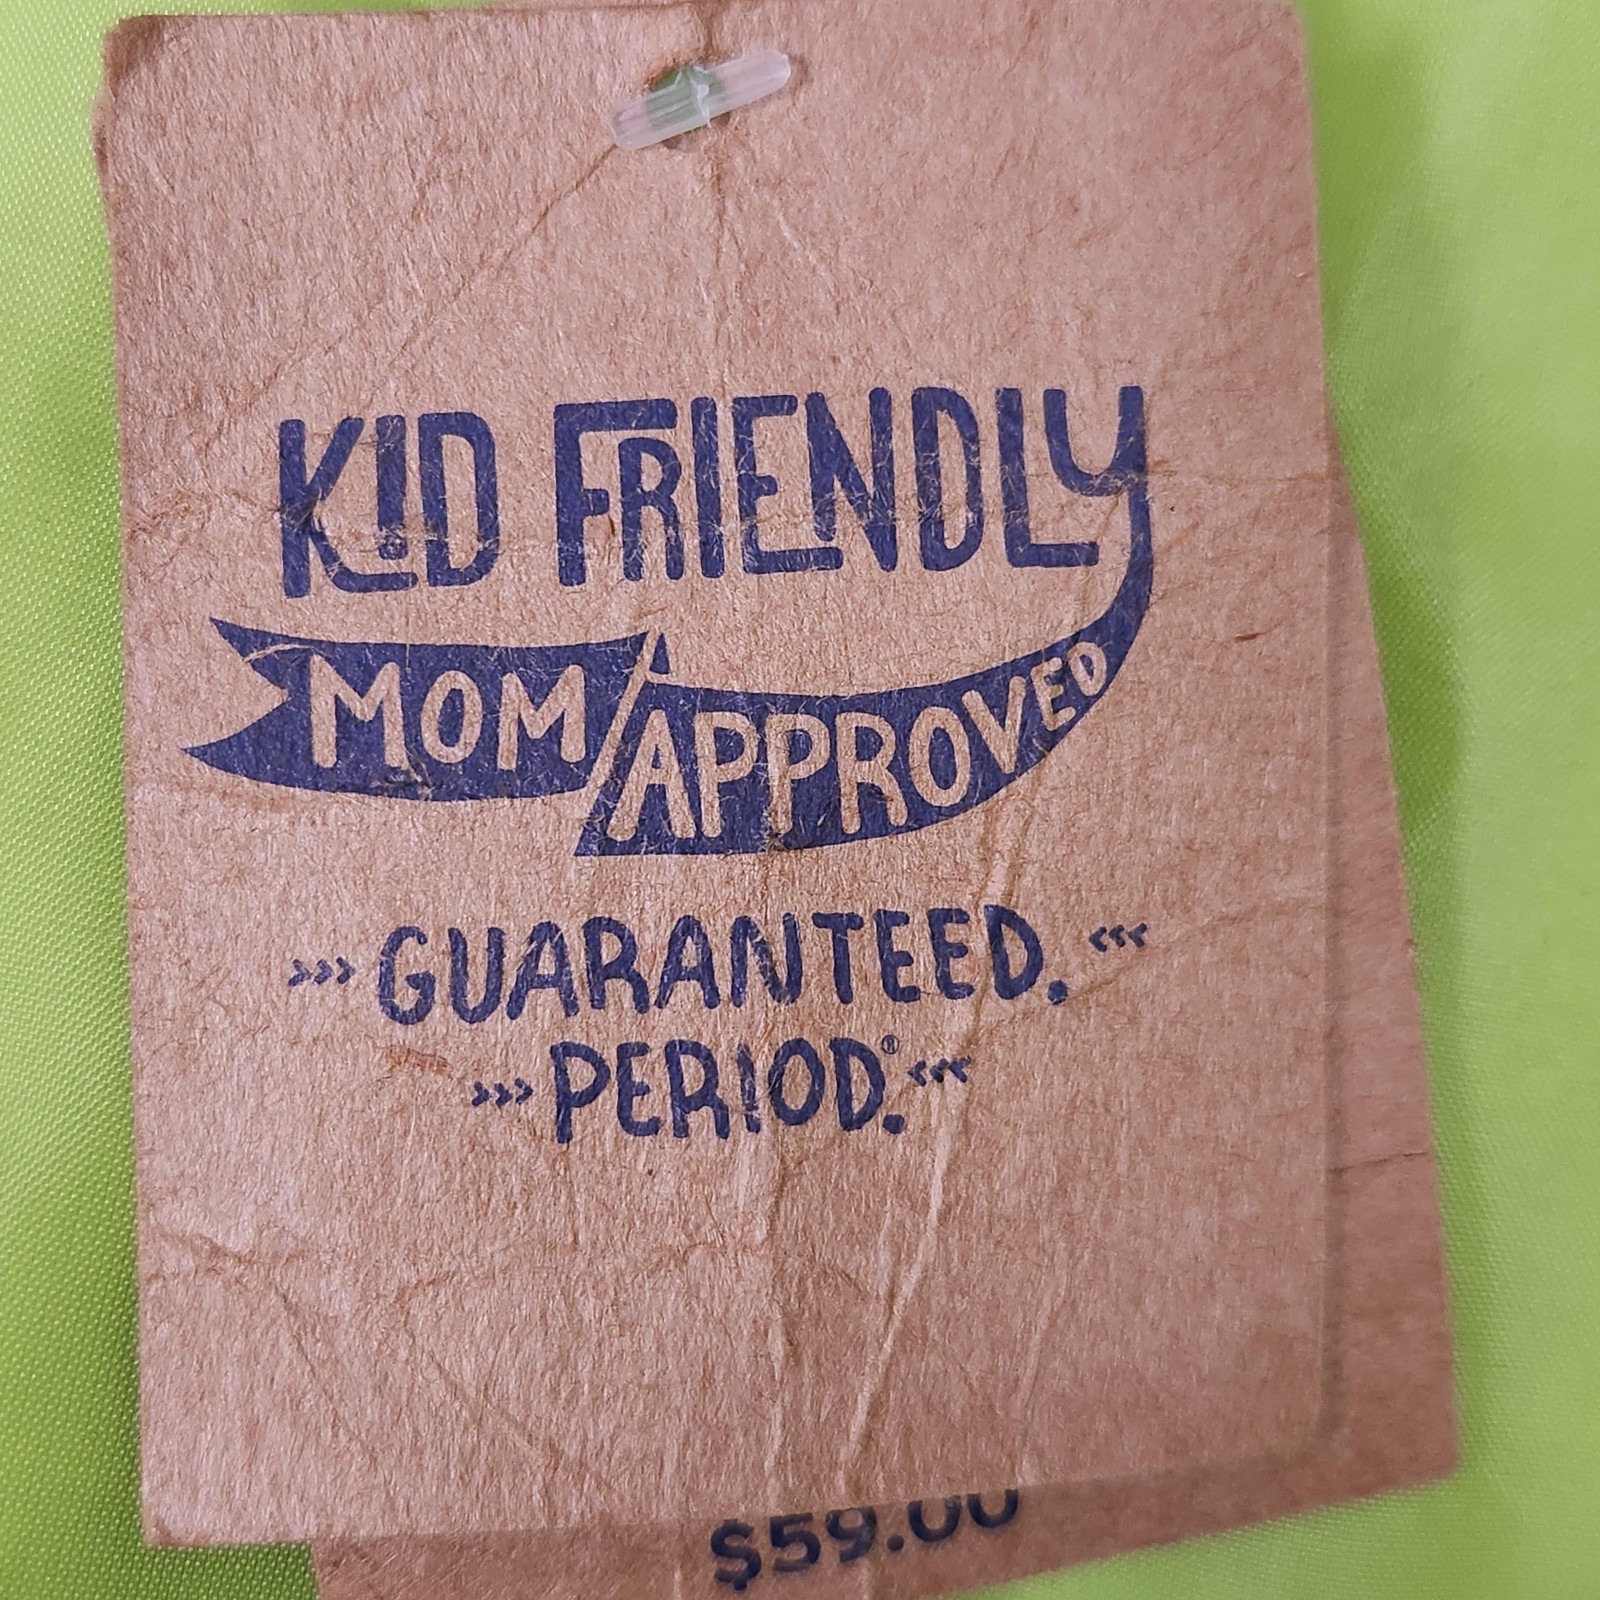 KID FRIENDLY
MOM APPROVED
>>> GUARANTEED. <<<
>>> PERIOD.® <<<
$59.00